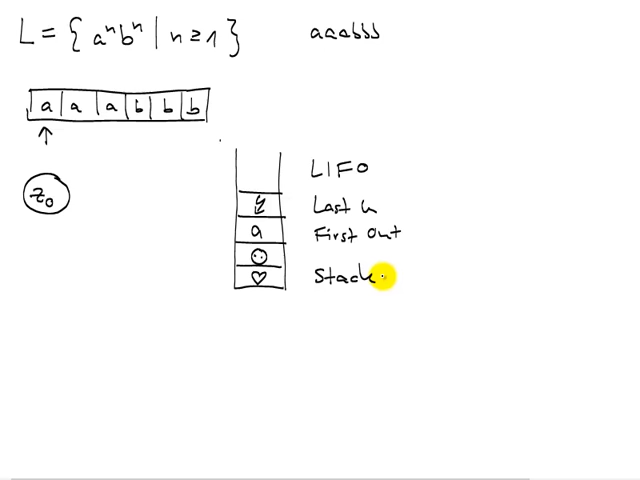 L = { aⁿbⁿ | n ≥ 1 }
aaabbb
a a a b b b
z₀
LIFO
Last in
a
First Out
Stack